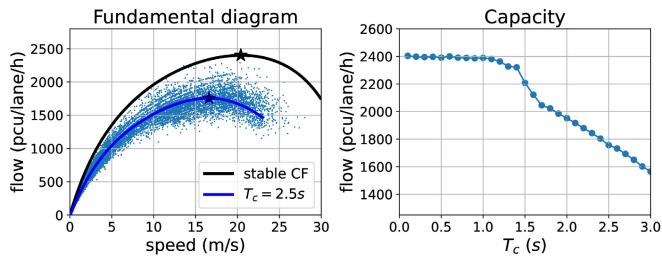 Fundamental diagram
flow (pcu/lane/h)
2500
2000
1500
1000
500
0
stable CF
T_c = 2.5s
0 5 10 15 20 25 30
speed (m/s)
Capacity
flow (pcu/lane/h)
2600
2400
2200
2000
1800
1600
1400
0.0 0.5 1.0 1.5 2.0 2.5 3.0
T_c (s)